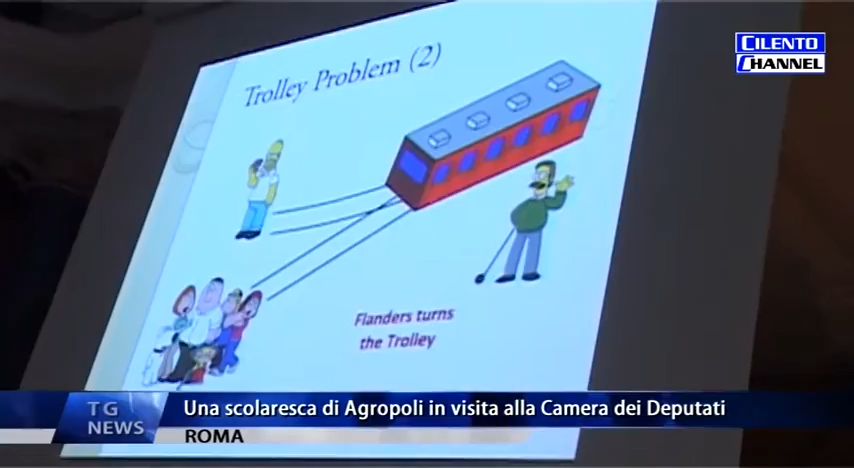 CILENTO
CHANNEL
Trolley Problem (2)
Flanders turns
the Trolley
TG
NEWS
Una scolaresca di Agropoli in visita alla Camera dei Deputati
ROMA